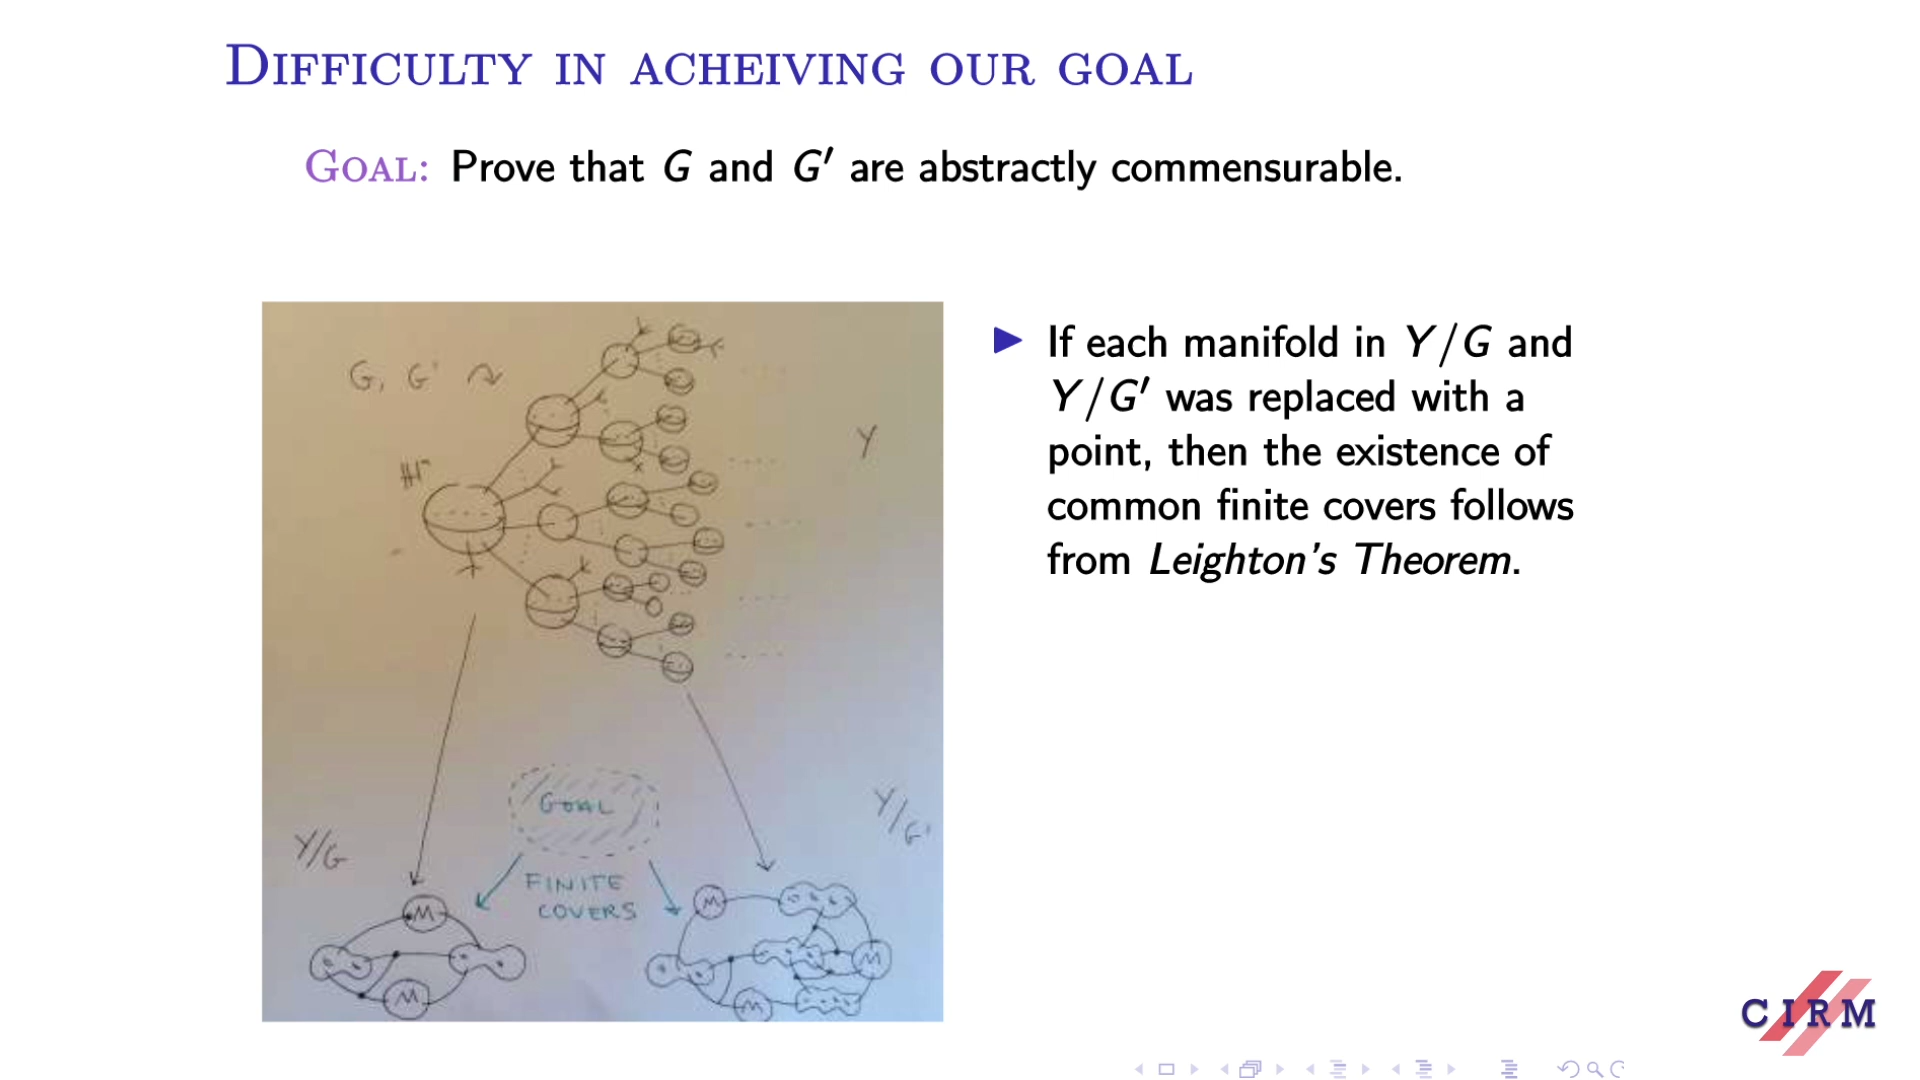 DIFFICULTY IN ACHEIVING OUR GOAL
GOAL: Prove that G and G′ are abstractly commensurable.
G, G'
Y
ℍⁿ
▶ If each manifold in Y/G and
Y/G′ was replaced with a
point, then the existence of
common finite covers follows
from Leighton's Theorem.
GOAL
Y/G
Y/G'
FINITE
COVERS
M
M
M
M
M
CIRM